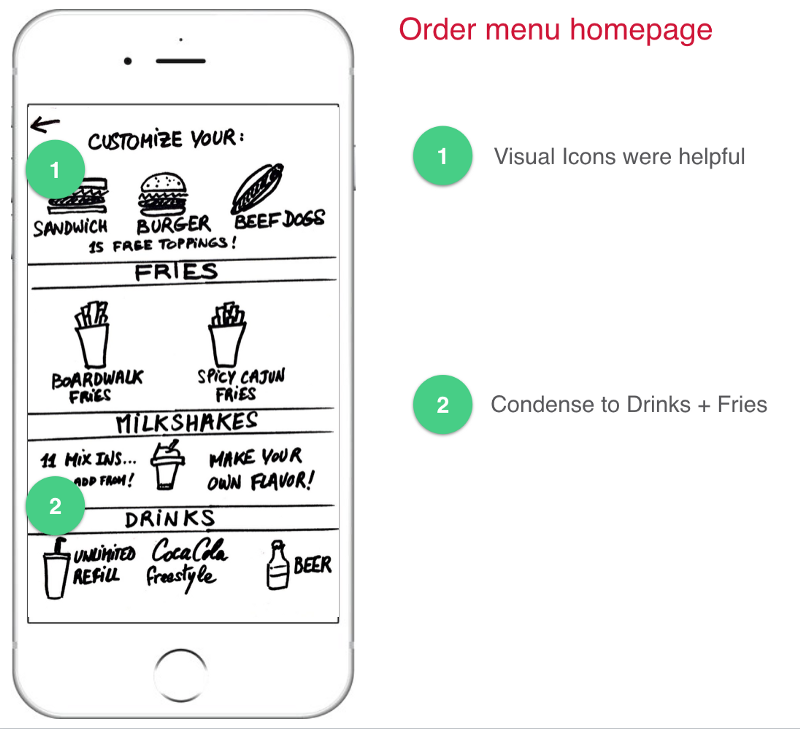 Order menu homepage
CUSTOMIZE YOUR:
1
SANDWICH BURGER BEEF DOGS
15 FREE TOPPINGS!
FRIES
BOARDWALK
FRIES
SPICY CAJUN
FRIES
MILKSHAKES
11 MIX INS...
ADD FROM!
MAKE YOUR
OWN FLAVOR!
2
DRINKS
UNLIMITED
REFILL
CocaCola
freestyle
BEER
1 Visual Icons were helpful
2 Condense to Drinks + Fries